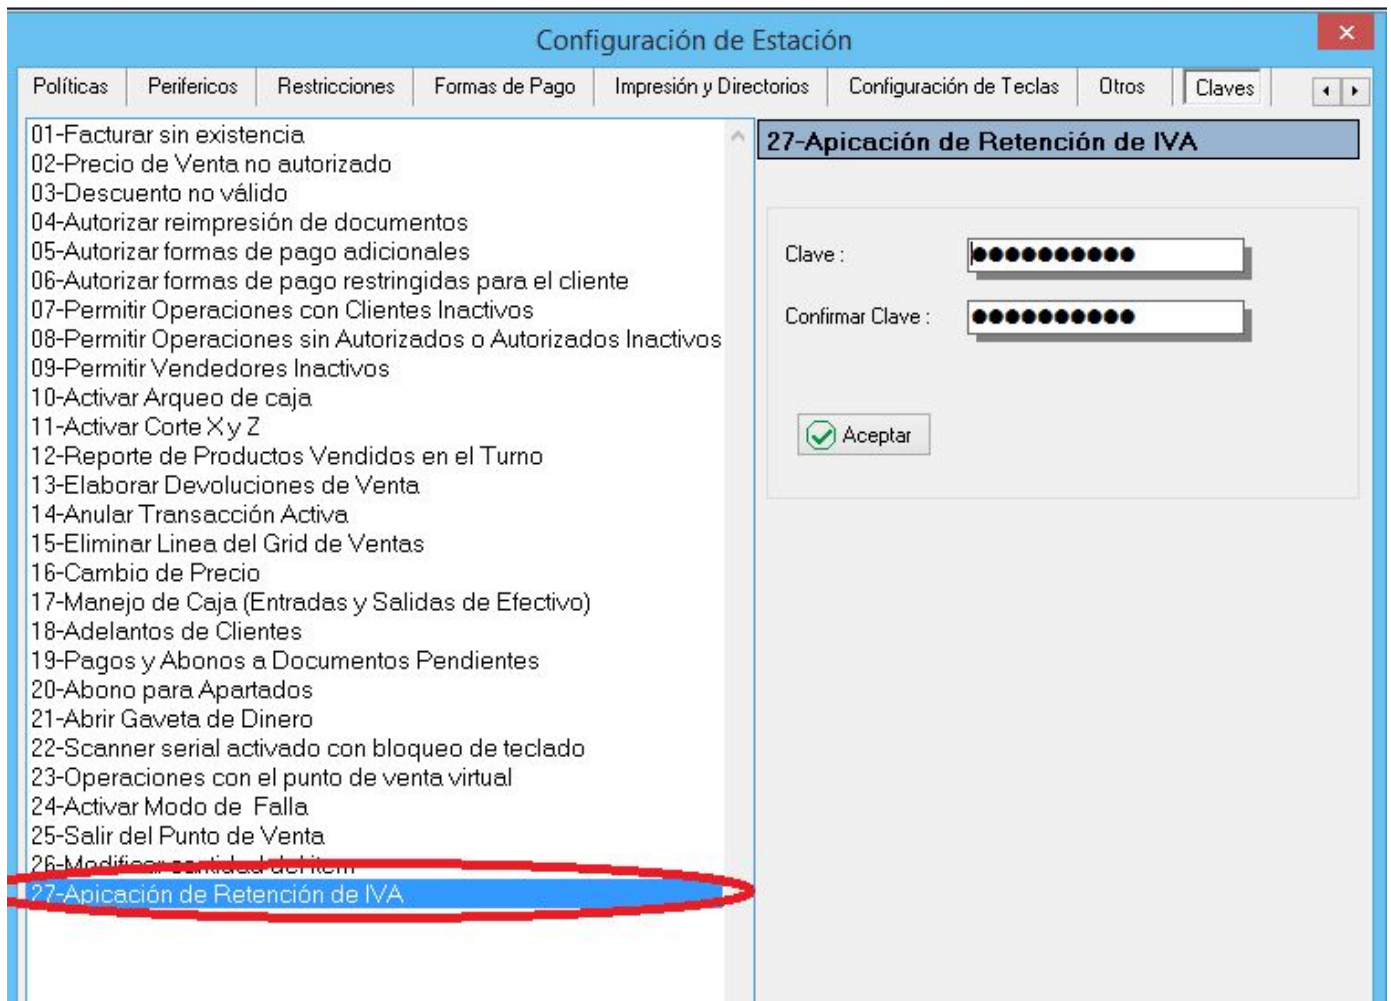 Configuración de Estación
Políticas
Perifericos
Restricciones
Formas de Pago
Impresión y Directorios
Configuración de Teclas
Otros
Claves
01-Facturar sin existencia
02-Precio de Venta no autorizado
03-Descuento no válido
04-Autorizar reimpresión de documentos
05-Autorizar formas de pago adicionales
06-Autorizar formas de pago restringidas para el cliente
07-Permitir Operaciones con Clientes Inactivos
08-Permitir Operaciones sin Autorizados o Autorizados Inactivos
09-Permitir Vendedores Inactivos
10-Activar Arqueo de caja
11-Activar Corte X y Z
12-Reporte de Productos Vendidos en el Turno
13-Elaborar Devoluciones de Venta
14-Anular Transacción Activa
15-Eliminar Linea del Grid de Ventas
16-Cambio de Precio
17-Manejo de Caja (Entradas y Salidas de Efectivo)
18-Adelantos de Clientes
19-Pagos y Abonos a Documentos Pendientes
20-Abono para Apartados
21-Abrir Gaveta de Dinero
22-Scanner serial activado con bloqueo de teclado
23-Operaciones con el punto de venta virtual
24-Activar Modo de Falla
25-Salir del Punto de Venta
26-Modificar cantidad del item
27-Apicación de Retención de IVA
27-Apicación de Retención de IVA
Clave :
Confirmar Clave :
Aceptar